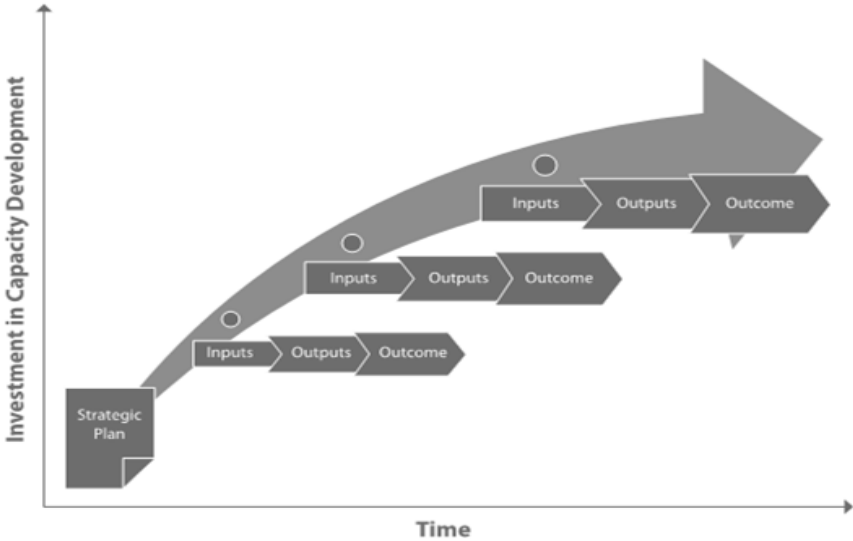 Investment in Capacity Development
Inputs
Outputs
Outcome
Inputs
Outputs
Outcome
Inputs
Outputs
Outcome
Strategic
Plan
Time